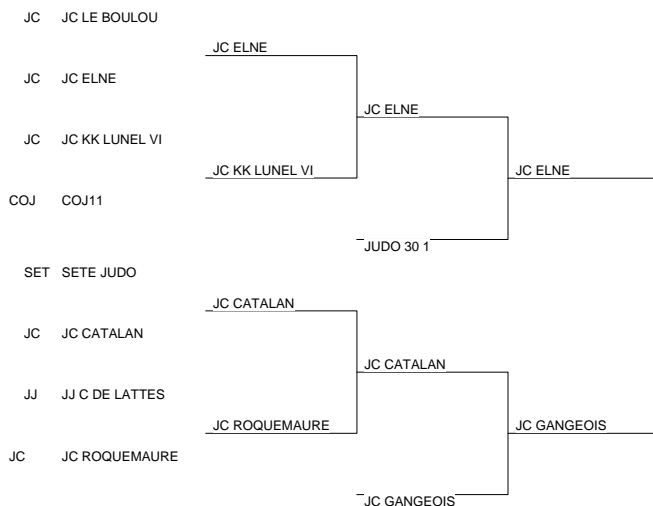 JC JC LE BOULOU
JC ELNE
JC JC ELNE
JC ELNE
JC JC KK LUNEL VI
JC KK LUNEL VI
JC ELNE
COJ COJ11
JUDO 30 1
SET SETE JUDO
JC CATALAN
JC JC CATALAN
JC CATALAN
JJ JJ C DE LATTES
JC ROQUEMAURE
JC GANGEOIS
JC JC ROQUEMAURE
JC GANGEOIS